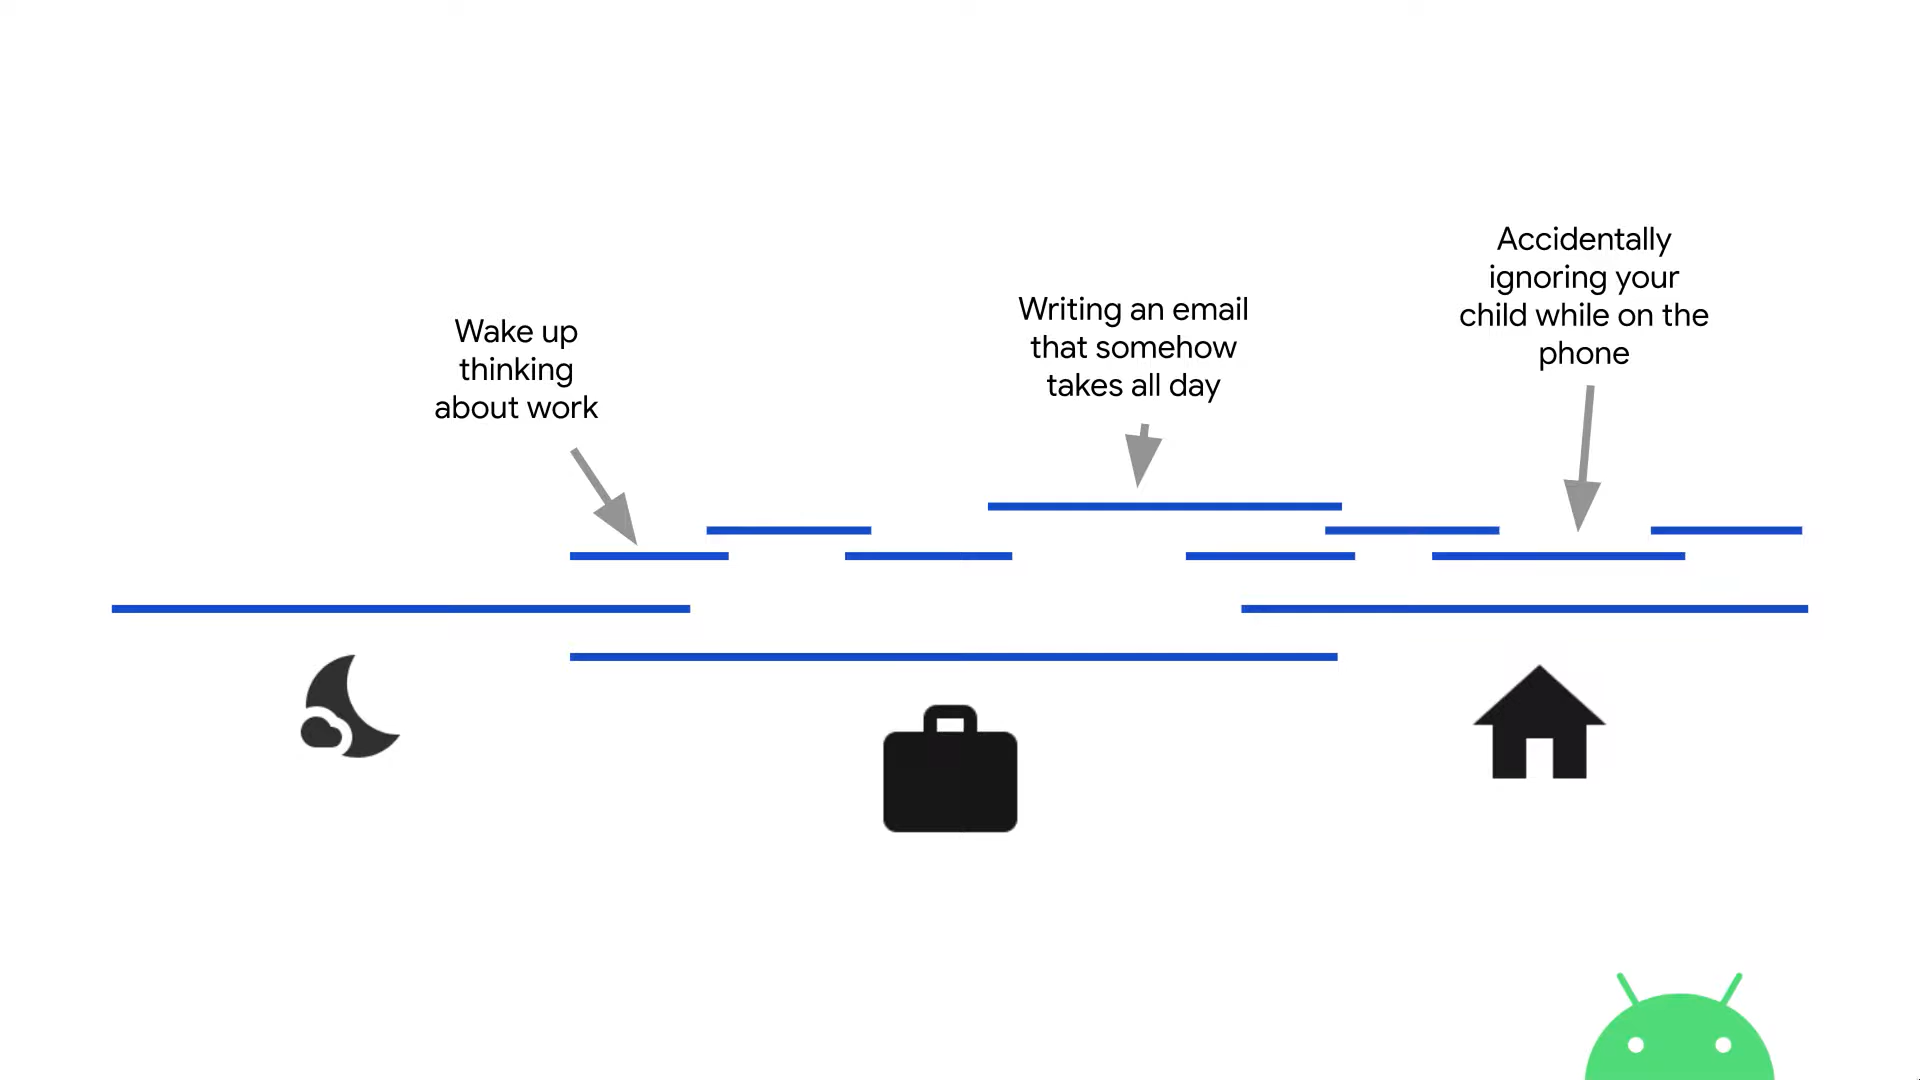 Wake up
thinking
about work
Writing an email
that somehow
takes all day
Accidentally
ignoring your
child while on the
phone